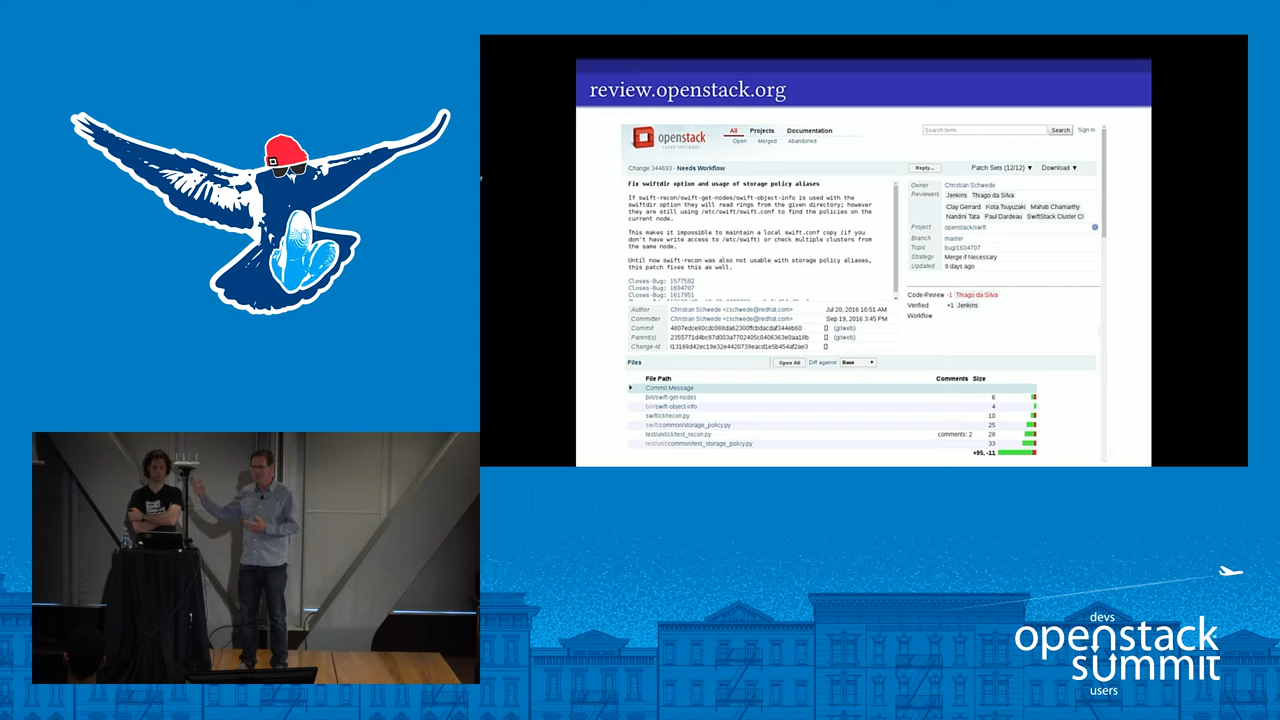 review.openstack.org
openstack
CLOUD SOFTWARE
All Projects Documentation
Open Merged Abandoned
Search term Search Sign in
Change 344693 - Needs Workflow
Reply... Patch Sets (12/12) ▼ Download ▼
Fix swiftdir option and usage of storage policy aliases
If swift-recon/swift-get-nodes/swift-object-info is used with the
swiftdir option they will read rings from the given directory; however
they are still using /etc/swift/swift.conf to find the policies on the
current node.
This makes it impossible to maintain a local swift.conf copy (if you
don't have write access to /etc/swift) or check multiple clusters from
the same node.
Until now swift-recon was also not usable with storage policy aliases,
this patch fixes this as well.
Closes-Bug: 1577582
Closes-Bug: 1604707
Closes-Bug: 1617951
Owner Christian Schwede
Reviewers Jenkins Thiago da Silva
Clay Gerrard Kota Tsuyuzaki Mahati Chamarthy
Nandini Tata Paul Dardeau SwiftStack Cluster CI
Project openstack/swift
Branch master
Topic bug/1604707
Strategy Merge if Necessary
Updated 9 days ago
Code-Review -1 Thiago da Silva
Verified +1 Jenkins
Workflow
Author Christian Schwede <cschwede@redhat.com> Jul 20, 2016 10:51 AM
Committer Christian Schwede <cschwede@redhat.com> Sep 19, 2016 3:45 PM
Commit (gitweb)
Parent(s) (gitweb)
Change-Id
Files Open All Diff against Base ▼
File Path Comments Size
Commit Message
bin/swift-get-nodes 6
bin/swift-object-info 4
swift/cli/recon.py 10
swift/common/storage_policy.py 25
test/unit/cli/test_recon.py comments: 2 28
test/unit/common/test_storage_policy.py 33
+95, -11
devs
openstack
summit
users